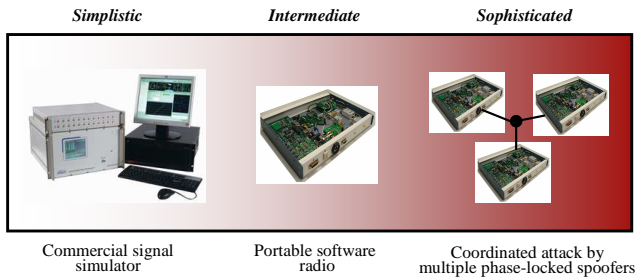 Simplistic
Intermediate
Sophisticated
Commercial signal
simulator
Portable software
radio
Coordinated attack by
multiple phase-locked spoofers